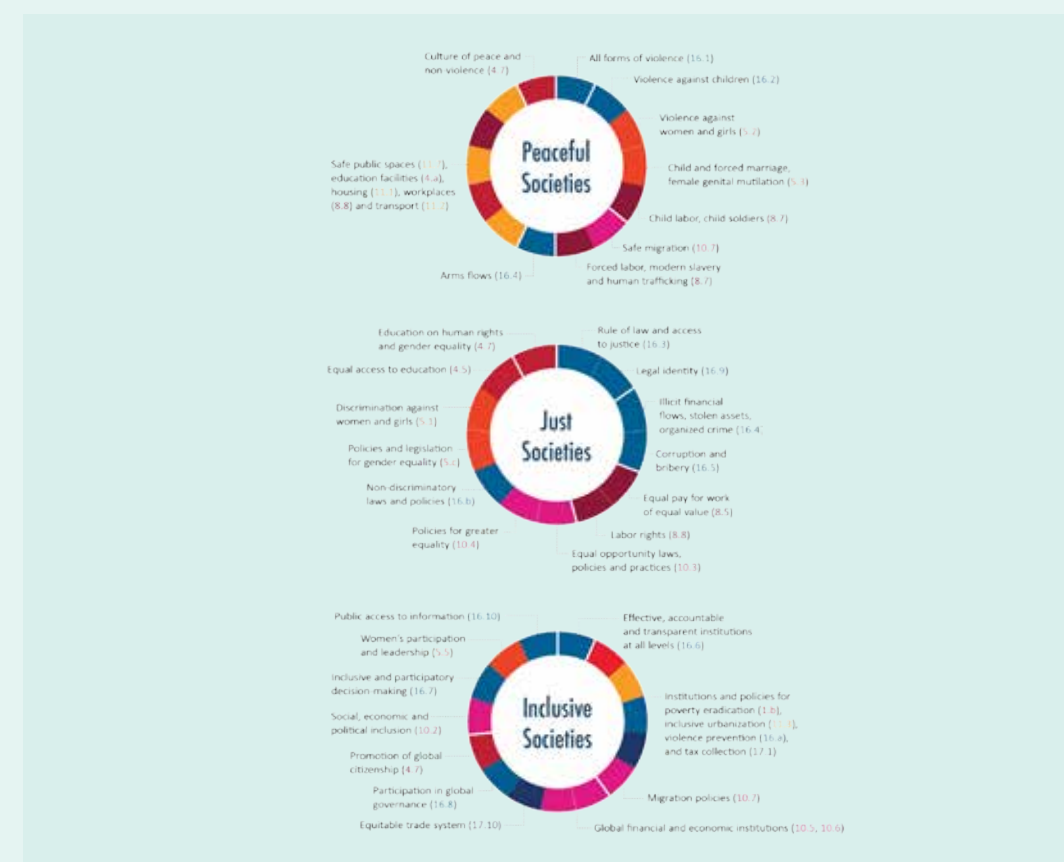 Culture of peace and
non-violence (4.7)
All forms of violence (16.1)
Violence against children (16.2)
Violence against
women and girls (5.2)
Child and forced marriage,
female genital mutilation (5.3)
Child labor, child soldiers (8.7)
Safe migration (10.7)
Forced labor, modern slavery
and human trafficking (8.7)
Arms flows (16.4)
Safe public spaces
education facilities (4.a),
housing (11.1), workplaces
(8.8) and transport (11.2)
Peaceful
Societies
Education on human rights
and gender equality (4.7)
Rule of law and access
to justice (16.3)
Legal identity (16.9)
Illicit financial
flows, stolen assets,
organized crime (16.4)
Corruption and
bribery (16.5)
Equal pay for work
of equal value (8.5)
Labor rights (8.8)
Equal opportunity laws,
policies and practices (10.3)
Policies for greater
equality (10.4)
Non-discriminatory
laws and policies (16.b)
Policies and legislation
for gender equality (5.c)
Discrimination against
women and girls (5.1)
Equal access to education (4.5)
Just
Societies
Public access to information (16.10)
Effective, accountable
and transparent institutions
at all levels (16.6)
Institutions and policies for
poverty eradication (1.b),
inclusive urbanization
violence prevention (16.a),
and tax collection (17.1)
Migration policies (10.7)
Global financial and economic institutions (10.5, 10.6)
Equitable trade system (17.10)
Participation in global
governance (16.8)
Promotion of global
citizenship (4.7)
Social, economic and
political inclusion (10.2)
Inclusive and participatory
decision-making (16.7)
Women's participation
and leadership (5.5)
Inclusive
Societies